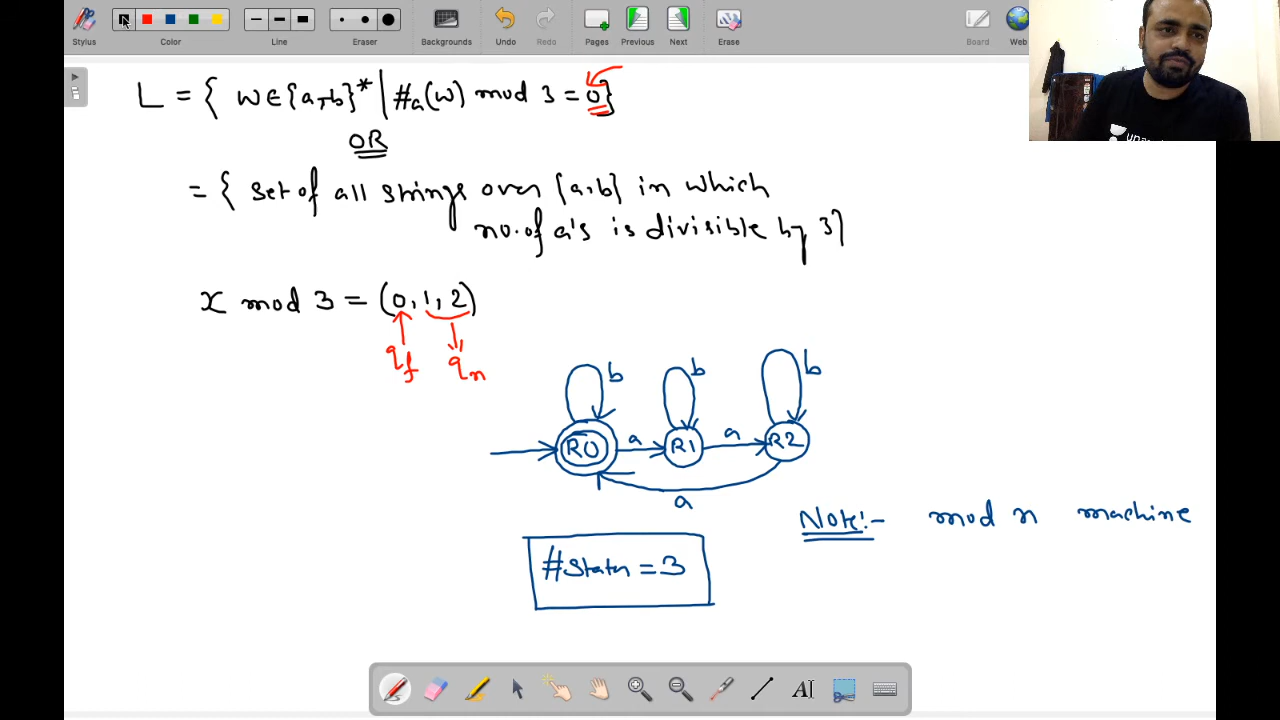 Stylus
Color
Line
Eraser
Backgrounds
Undo
Redo
Pages
Previous
Next
Erase
Board
Web
L = { w∈{a,b}* | #a(w) mod 3 = 0}
OR
= { set of all strings over {a,b} in which
no. of a's is divisible by 3}
x mod 3 = (0, 1, 2)
qf
qn
b
b
b
R0
a
R1
a
R2
a
Note:- mod n machine
#States = 3
AI